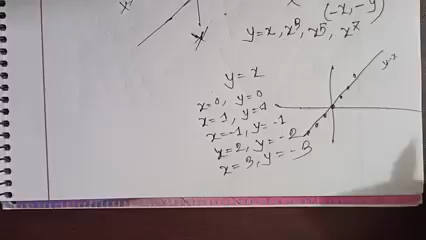 (-x, -y)
y=x, x³, x⁵, x⁷
y = x
y-x
x=0, y=0
x=1, y=1
x=-1, y=-1
y=2, y=-2
x=3, y=-3